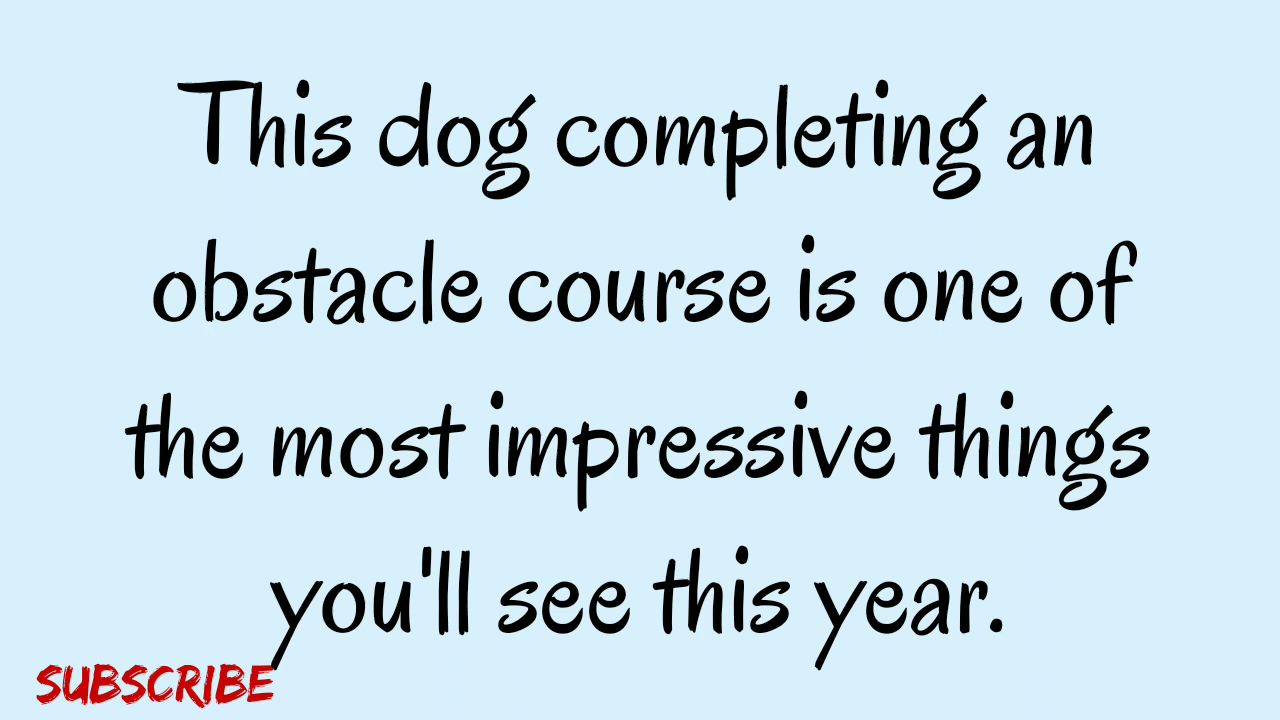 This dog completing an
obstacle course is one of
the most impressive things
you'll see this year.
SUBSCRIBE